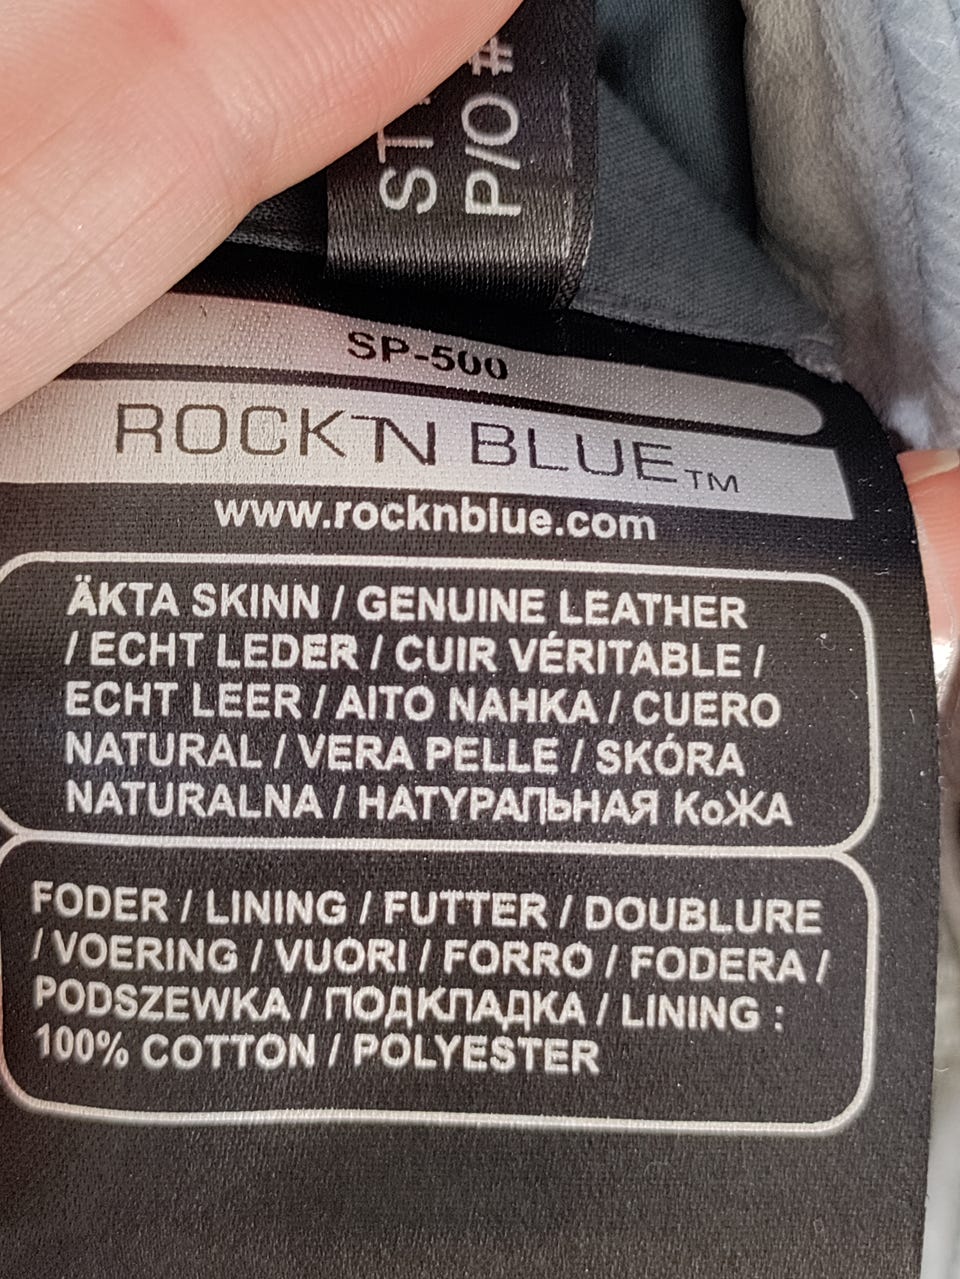 ST
P/O #
SP-500
ROCK'N BLUE™
www.rocknblue.com
ÄKTA SKINN / GENUINE LEATHER
/ ECHT LEDER / CUIR VÉRITABLE /
ECHT LEER / AITO NAHKA / CUERO
NATURAL / VERA PELLE / SKÓRA
NATURALNA / НАТУРАПЬНАЯ КоЖА
FODER / LINING / FUTTER / DOUBLURE
/ VOERING / VUORI / FORRO / FODERA /
PODSZEWKA / ПОДКЛАДКА / LINING :
100% COTTON / POLYESTER